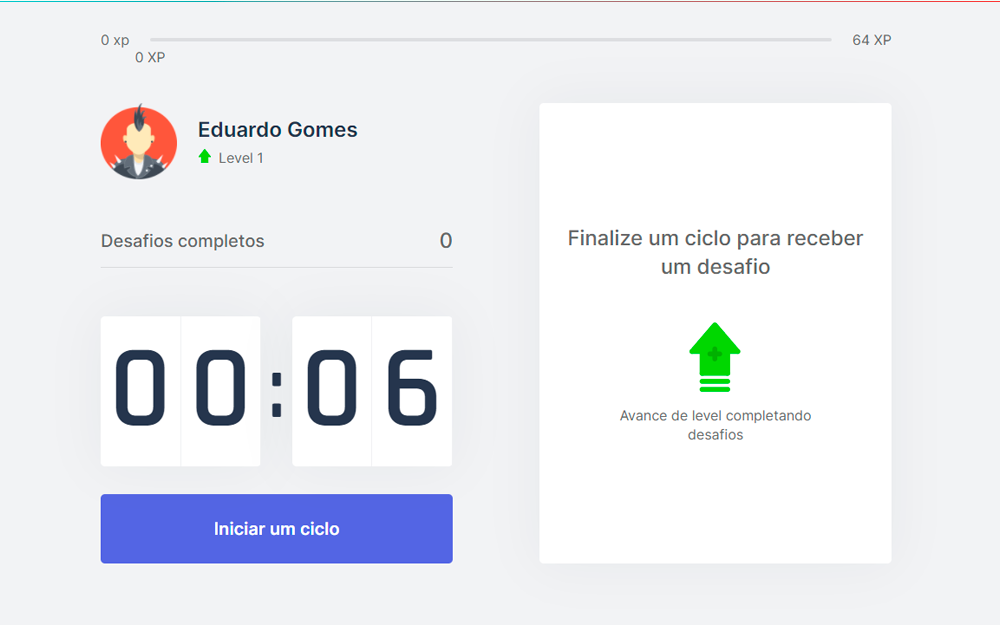 0 xp
64 XP
0 XP
Eduardo Gomes
Level 1
Desafios completos
0
00:06
Iniciar um ciclo
Finalize um ciclo para receber
um desafio
Avance de level completando
desafios